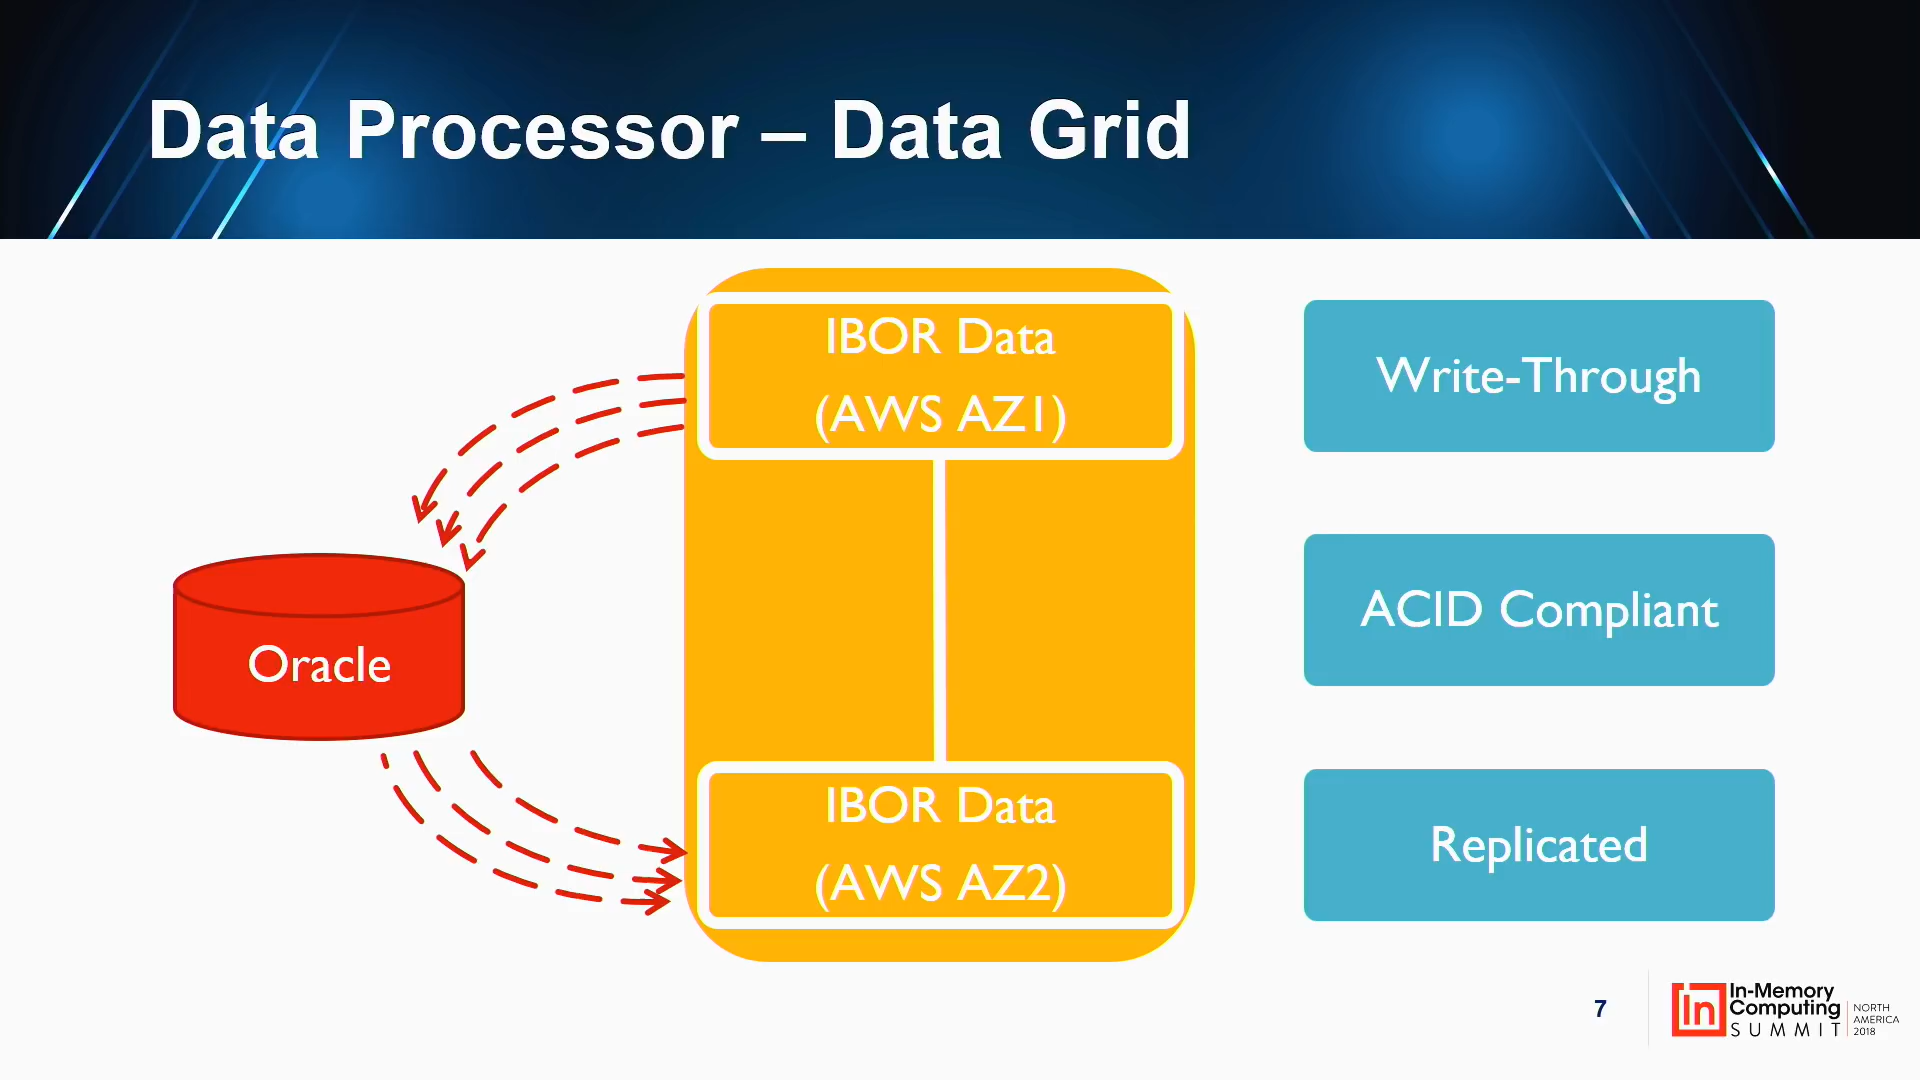 Data Processor – Data Grid
IBOR Data
(AWS AZ1)
Write-Through
ACID Compliant
Oracle
IBOR Data
(AWS AZ2)
Replicated
7
In
In-Memory
Computing
SUMMIT
NORTH
AMERICA
2018